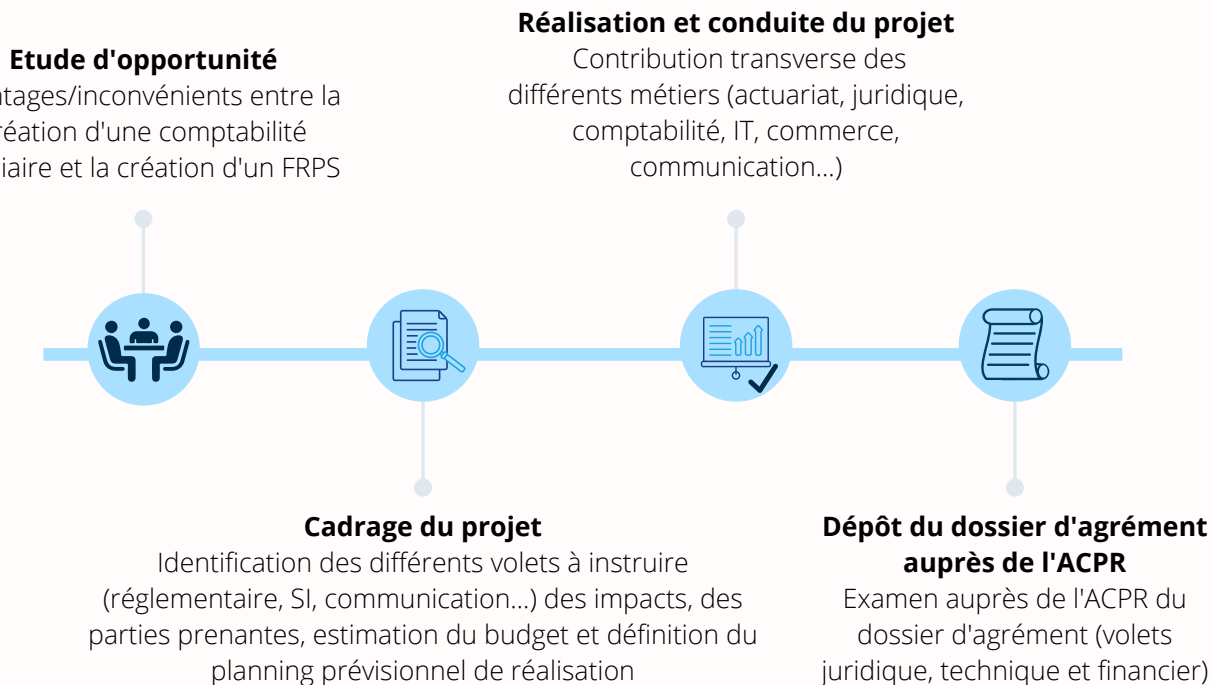 Etude d'opportunité
ntages/inconvénients entre la
réation d'une comptabilité
iaire et la création d'un FRPS
Réalisation et conduite du projet
Contribution transverse des
différents métiers (actuariat, juridique,
comptabilité, IT, commerce,
communication...)
Cadrage du projet
Identification des différents volets à instruire
(réglementaire, SI, communication...) des impacts, des
parties prenantes, estimation du budget et définition du
planning prévisionnel de réalisation
Dépôt du dossier d'agrément
auprès de l'ACPR
Examen auprès de l'ACPR du
dossier d'agrément (volets
juridique, technique et financier)